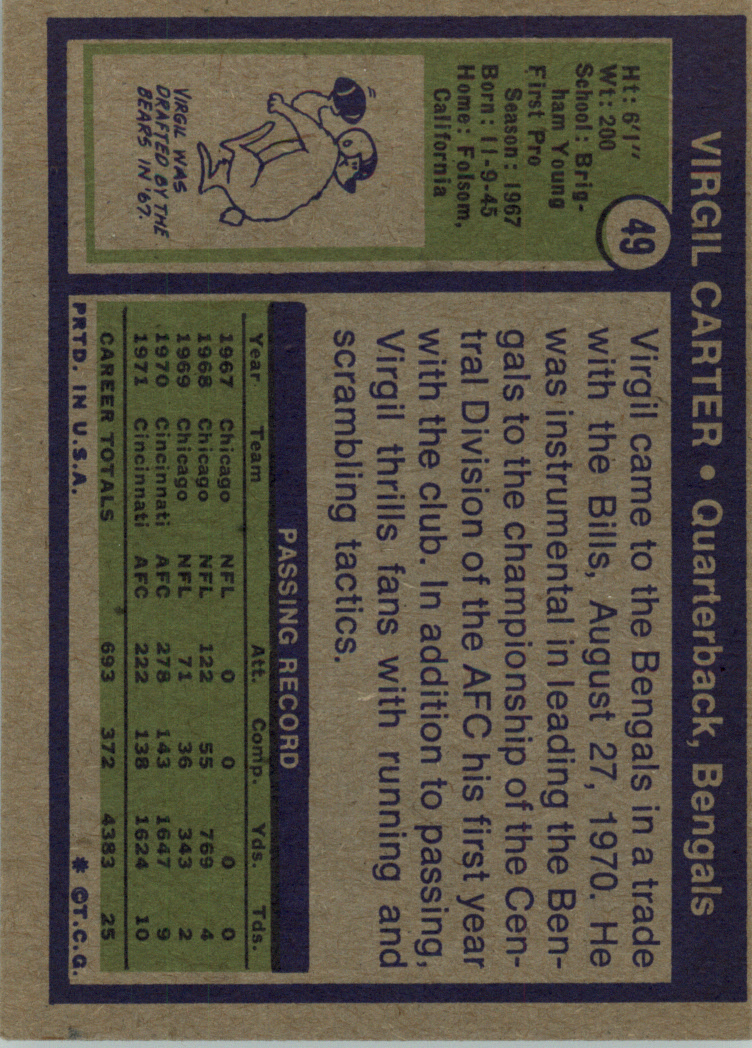 VIRGIL CARTER • Quarterback, Bengals
49
Ht: 6'1"
Wt: 200
School: Brig-
ham Young
First Pro
Season: 1967
Born: 11-9-45
Home: Folsom,
California
VIRGIL WAS
DRAFTED BY THE
BEARS IN '67.
Virgil came to the Bengals in a trade
with the Bills, August 27, 1970. He
was instrumental in leading the Ben-
gals to the championship of the Cen-
tral Division of the AFC his first year
with the club. In addition to passing,
Virgil thrills fans with running and
scrambling tactics.
PASSING RECORD
Year Team Att. Comp. Yds. Tds.
1967 Chicago NFL 0 0 0 0
1968 Chicago NFL 122 55 769 4
1969 Chicago NFL 71 36 343 2
1970 Cincinnati AFC 278 143 1647 9
1971 Cincinnati AFC 222 138 1624 10
CAREER TOTALS 693 372 4383 25
PRTD. IN U.S.A. * ©T.C.G.